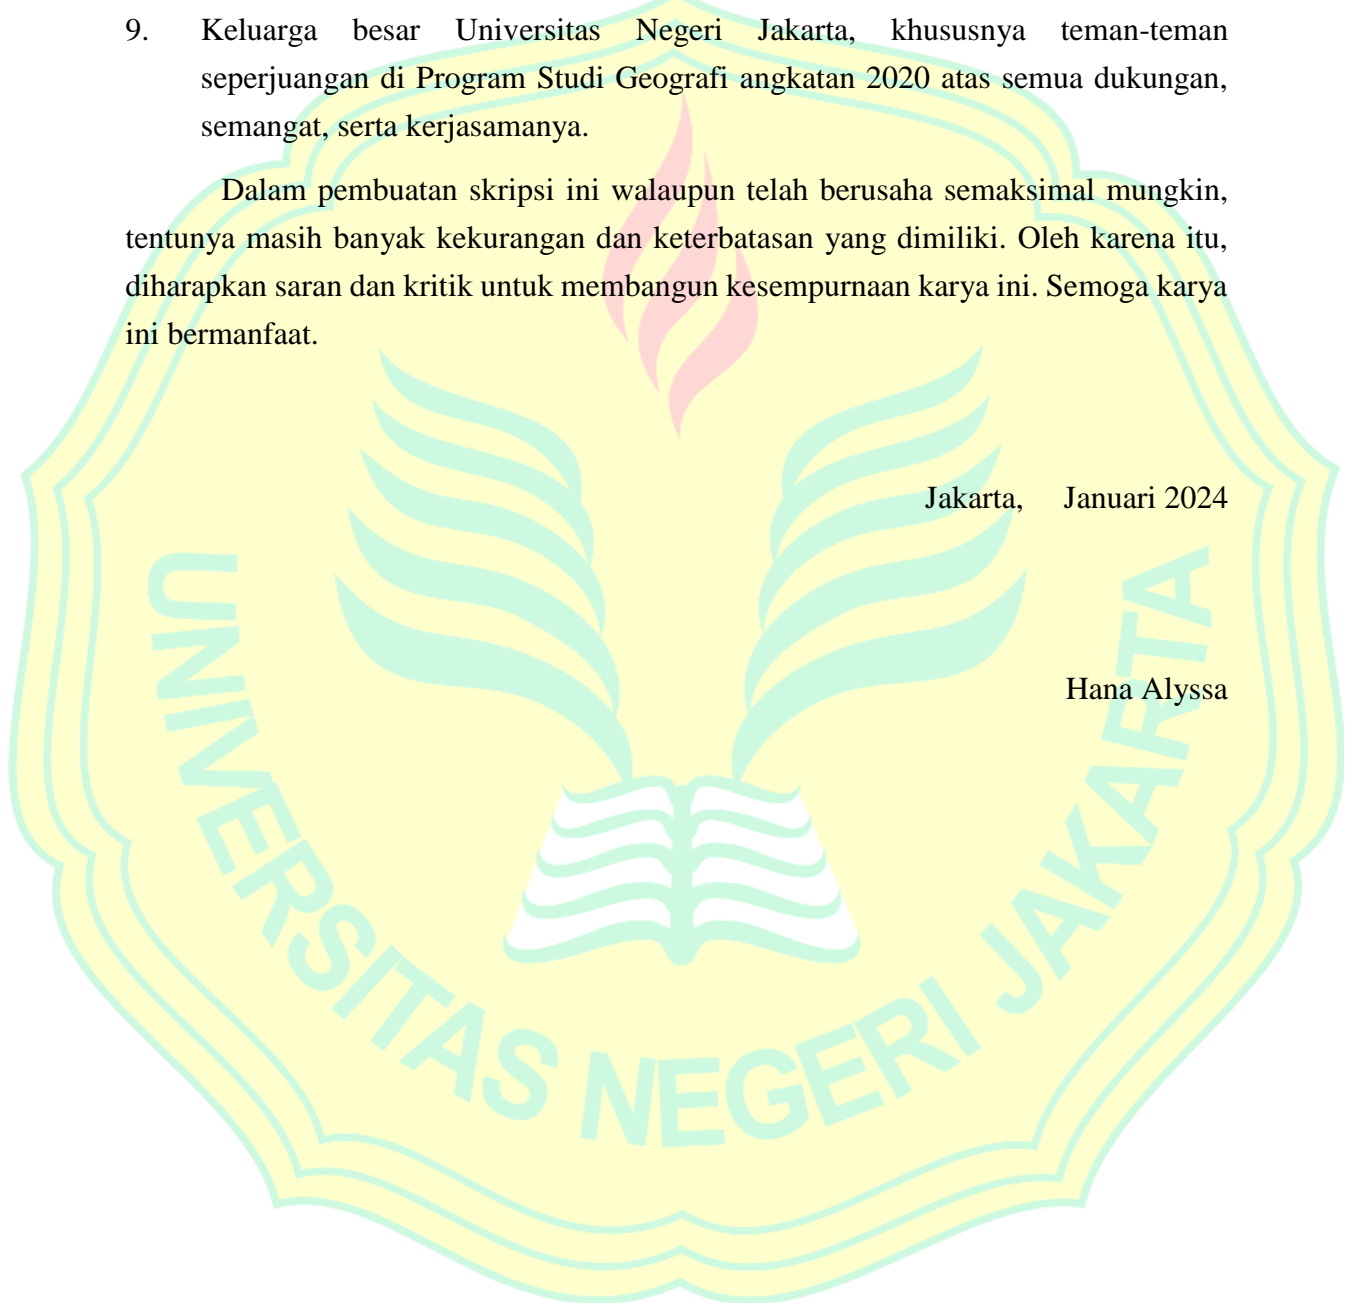 9. Keluarga besar Universitas Negeri Jakarta, khususnya teman-teman
seperjuangan di Program Studi Geografi angkatan 2020 atas semua dukungan,
semangat, serta kerjasamanya.
Dalam pembuatan skripsi ini walaupun telah berusaha semaksimal mungkin,
tentunya masih banyak kekurangan dan keterbatasan yang dimiliki. Oleh karena itu,
diharapkan saran dan kritik untuk membangun kesempurnaan karya ini. Semoga karya
ini bermanfaat.
Jakarta, Januari 2024
Hana Alyssa
UNIVERSITAS NEGERI JAKARTA